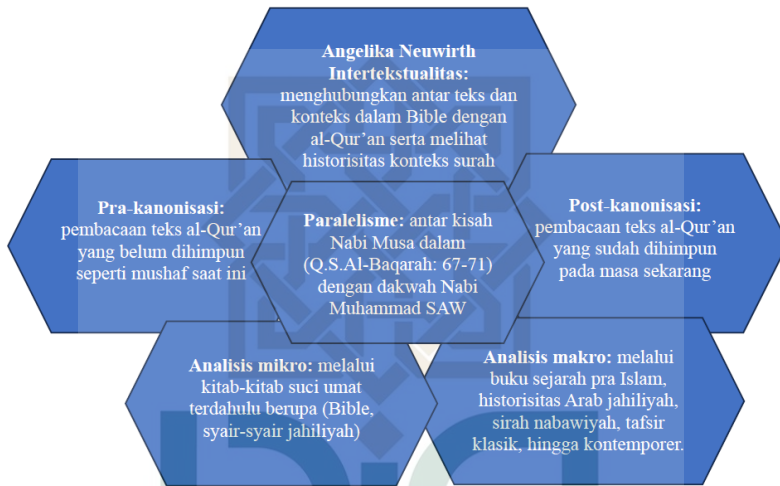 Angelika Neuwirth
Intertekstualitas:
menghubungkan antar teks dan
konteks dalam Bible dengan
al-Qur'an serta melihat
historisitas konteks surah
Pra-kanonisasi:
pembacaan teks al-Qur'an
yang belum dihimpun
seperti mushaf saat ini
Paralelisme: antar kisah
Nabi Musa dalam
(Q.S.Al-Baqarah: 67-71)
dengan dakwah Nabi
Muhammad SAW
Post-kanonisasi:
pembacaan teks al-Qur'an
yang sudah dihimpun
pada masa sekarang
Analisis mikro: melalui
kitab-kitab suci umat
terdahulu berupa (Bible,
syair-syair jahiliyah)
Analisis makro: melalui
buku sejarah pra Islam,
historisitas Arab jahiliyah,
sirah nabawiyah, tafsir
klasik, hingga kontemporer.